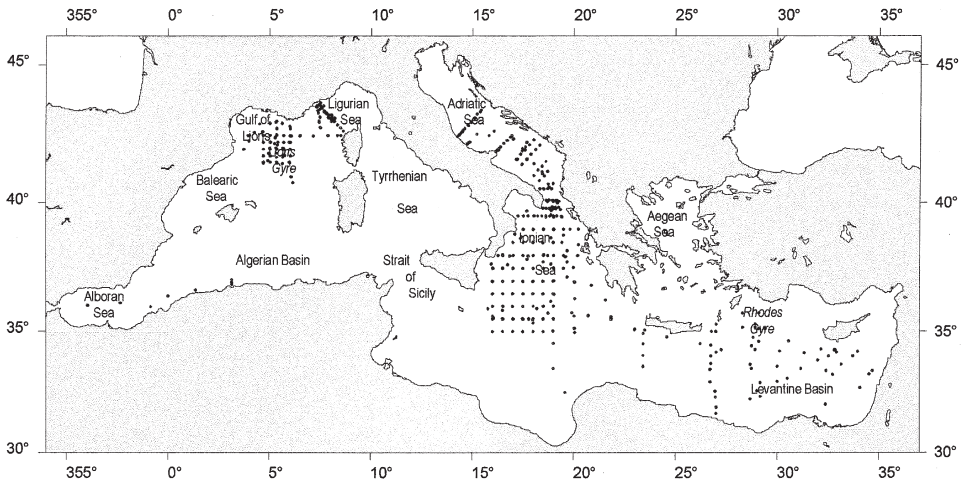 355° 0° 5° 10° 15° 20° 25° 30° 35°
45° 45°
Ligurian
Sea
Adriatic
Sea
Gulf of
Lions
Lions
Gyre
Balearic
Sea
Tyrrhenian
Sea
40° 40°
Aegean
Sea
Ionian
Sea
Algerian Basin
Strait
of
Sicily
Alboran
Sea
Rhodes
Gyre
35° 35°
Levantine Basin
30° 30°
355° 0° 5° 10° 15° 20° 25° 30° 35°